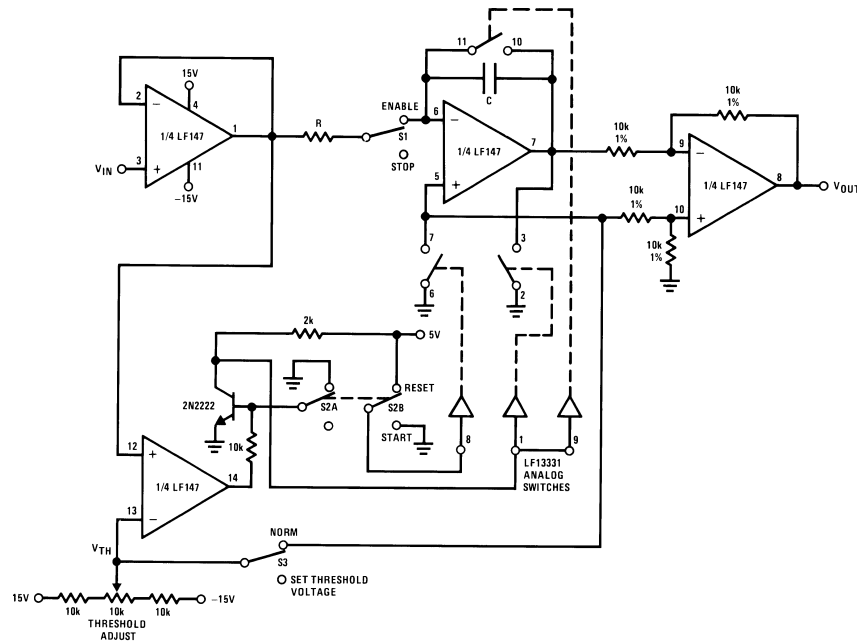 11
10
15V
C
2
4
ENABLE
6
10k
1%
1/4 LF147
1
R
S1
1/4 LF147
7
10k
1%
9
VIN
3
11
STOP
5
1/4 LF147
8
VOUT
-15V
10k
1%
10
7
3
10k
1%
6
2
2k
5V
RESET
2N2222
S2A
S2B
10k
START
8
1
9
12
LF13331
ANALOG
SWITCHES
1/4 LF147
14
13
NORM
VTH
S3
SET THRESHOLD
VOLTAGE
15V
-15V
10k
10k
10k
THRESHOLD
ADJUST